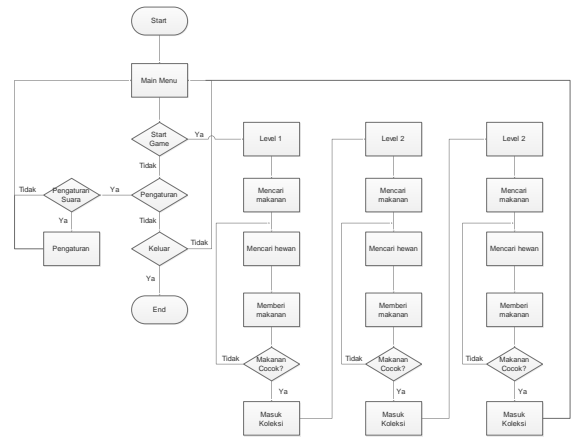 Start
Main Menu
Start
Game
Ya
Level 1
Level 2
Level 2
Tidak
Tidak
Pengaturan
Suara
Ya
Pengaturan
Mencari
makanan
Mencari
makanan
Mencari
makanan
Ya
Tidak
Pengaturan
Keluar
Tidak
Mencari hewan
Mencari hewan
Mencari hewan
Ya
End
Memberi
makanan
Memberi
makanan
Memberi
makanan
Tidak
Makanan
Cocok?
Tidak
Makanan
Cocok?
Tidak
Makanan
Cocok?
Ya
Ya
Ya
Masuk
Koleksi
Masuk
Koleksi
Masuk
Koleksi